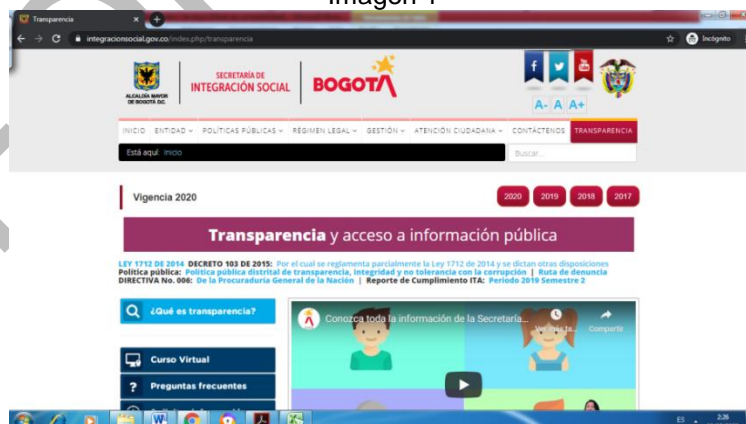 Imagen 1
Transparencia
integracionsocial.gov.co/index.php/transparencia
Incógnito
ALCALDÍA MAYOR
DE BOGOTÁ D.C.
SECRETARÍA DE
INTEGRACIÓN SOCIAL
BOGOTÁ
A- A A+
INICIO ENTIDAD POLÍTICAS PÚBLICAS RÉGIMEN LEGAL GESTIÓN ATENCIÓN CIUDADANA CONTÁCTENOS TRANSPARENCIA
Está aquí: Inicio
Buscar...
Vigencia 2020
2020 2019 2018 2017
Transparencia y acceso a información pública
LEY 1712 DE 2014 DECRETO 103 DE 2015: Por el cual se reglamenta parcialmente la Ley 1712 de 2014 y se dictan otras disposiciones
Política pública: Política pública distrital de transparencia, integridad y no tolerancia con la corrupción | Ruta de denuncia
DIRECTIVA No. 006: De la Procuraduría General de la Nación | Reporte de Cumplimiento ITA: Periodo 2019 Semestre 2
¿Qué es transparencia?
Conozca toda la información de la Secretaría...
Ver más ta... Compartir
Curso Virtual
Preguntas frecuentes
ES
2:26